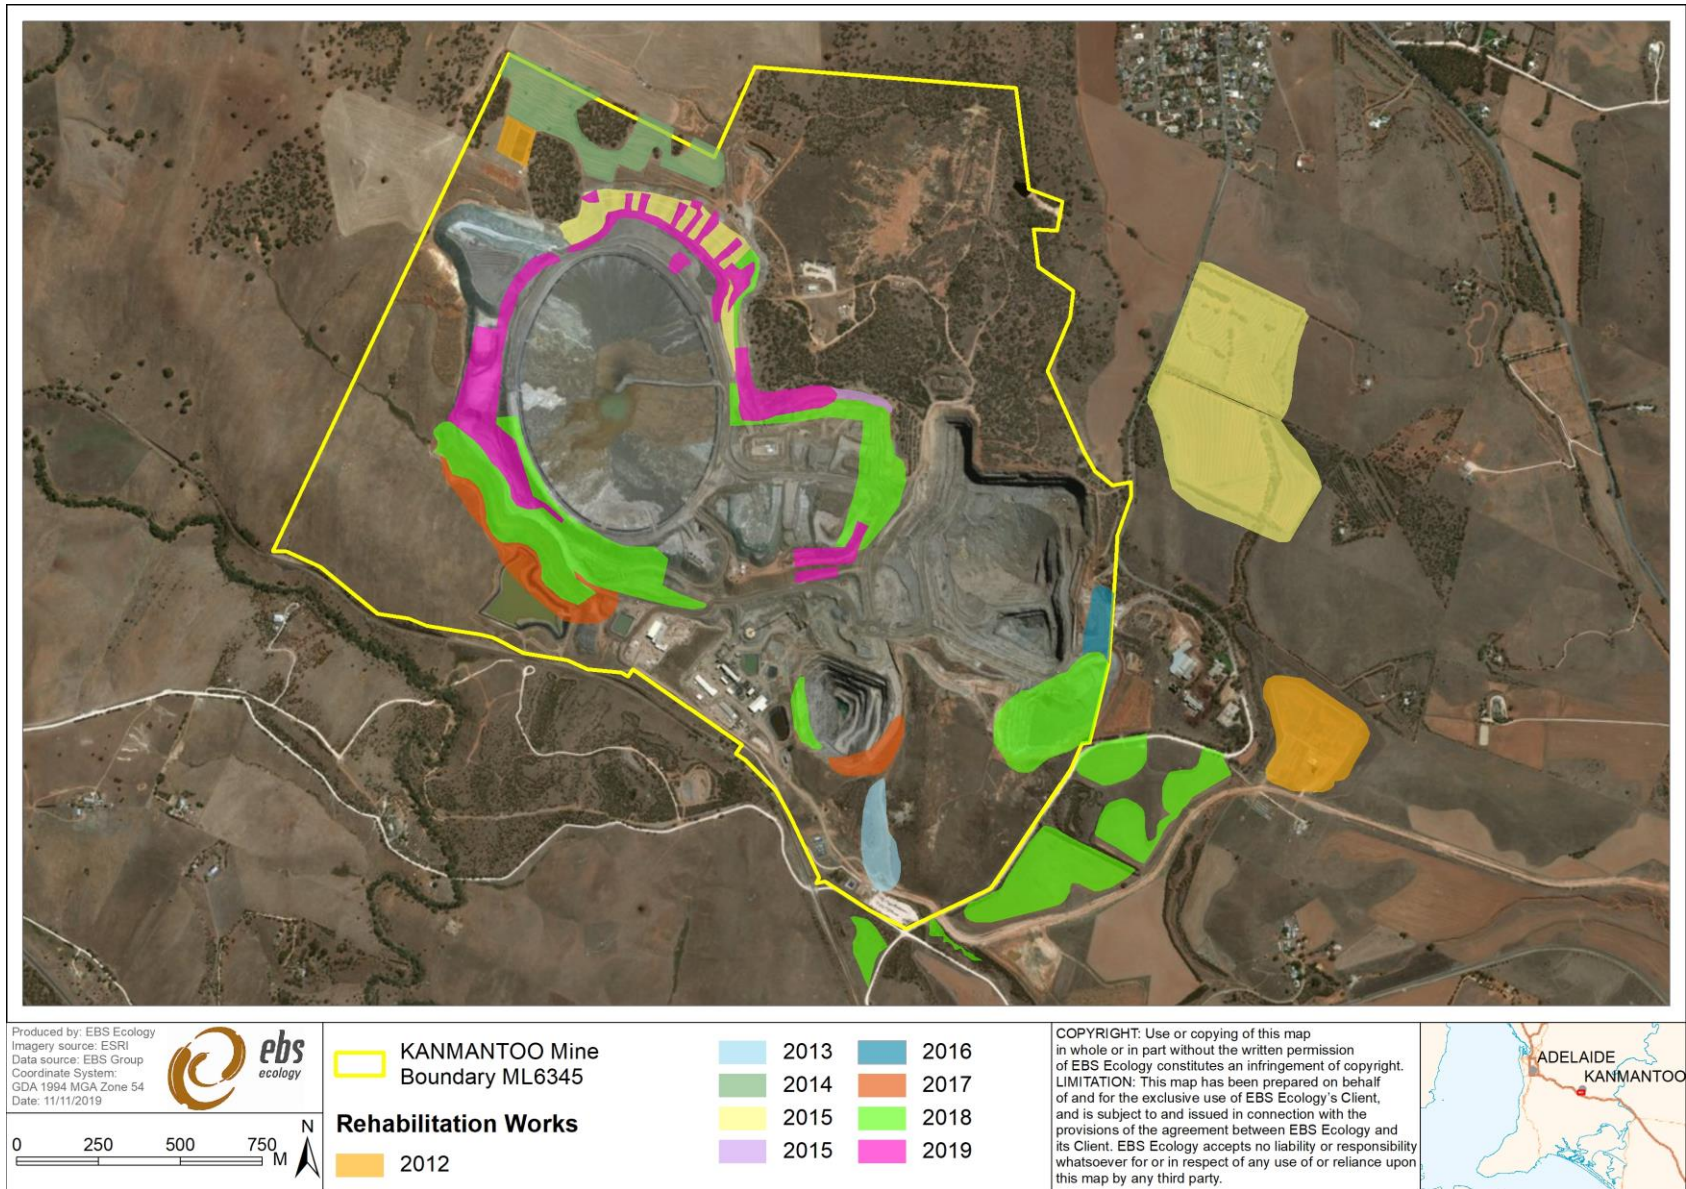 Produced by: EBS Ecology
Imagery source: ESRI
Data source: EBS Group
Coordinate System:
GDA 1994 MGA Zone 54
Date: 11/11/2019
ebs
ecology
0 250 500 750
M
N
KANMANTOO Mine
Boundary ML6345
Rehabilitation Works
2012
2013
2014
2015
2015
2016
2017
2018
2019
COPYRIGHT: Use or copying of this map
in whole or in part without the written permission
of EBS Ecology constitutes an infringement of copyright.
LIMITATION: This map has been prepared on behalf
of and for the exclusive use of EBS Ecology's Client,
and is subject to and issued in connection with the
provisions of the agreement between EBS Ecology and
its Client. EBS Ecology accepts no liability or responsibility
whatsoever for or in respect of any use of or reliance upon
this map by any third party.
ADELAIDE
KANMANTOO